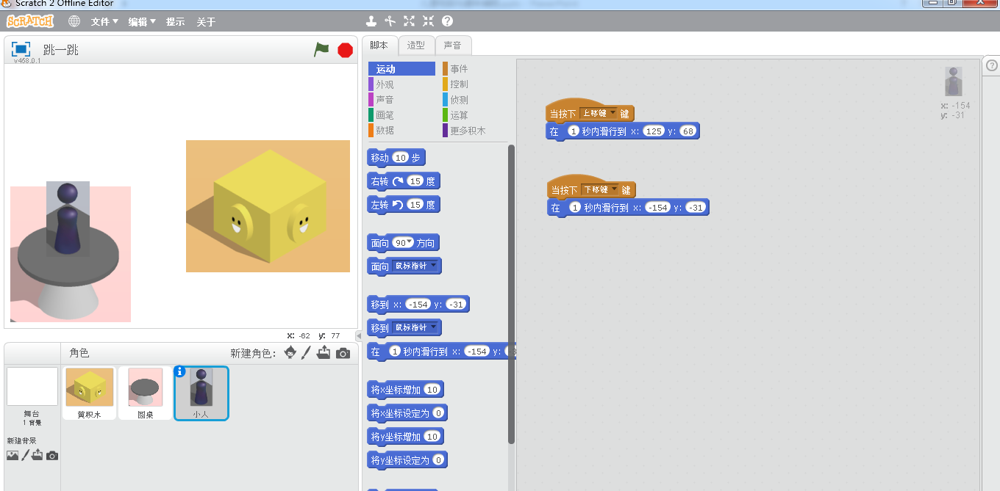 Scratch 2 Offline Editor
SCRATCH 文件 编辑 提示 关于
v458.0.1
跳一跳
x: -62 y: 77
角色
新建角色:
舞台
1 背景
新建背景
黄积木
圆桌
小人
脚本 造型 声音
运动 事件
外观 控制
声音 侦测
画笔 运算
数据 更多积木
移动 10 步
右转 15 度
左转 15 度
面向 90 方向
面向 鼠标指针
移到 x: -154 y: -31
移到 鼠标指针
在 1 秒内滑行到 x: -154 y:
将x坐标增加 10
将x坐标设定为 0
将y坐标增加 10
将y坐标设定为 0
当按下 上移键 键
在 1 秒内滑行到 x: 125 y: 68
当按下 下移键 键
在 1 秒内滑行到 x: -154 y: -31
x: -154
y: -31